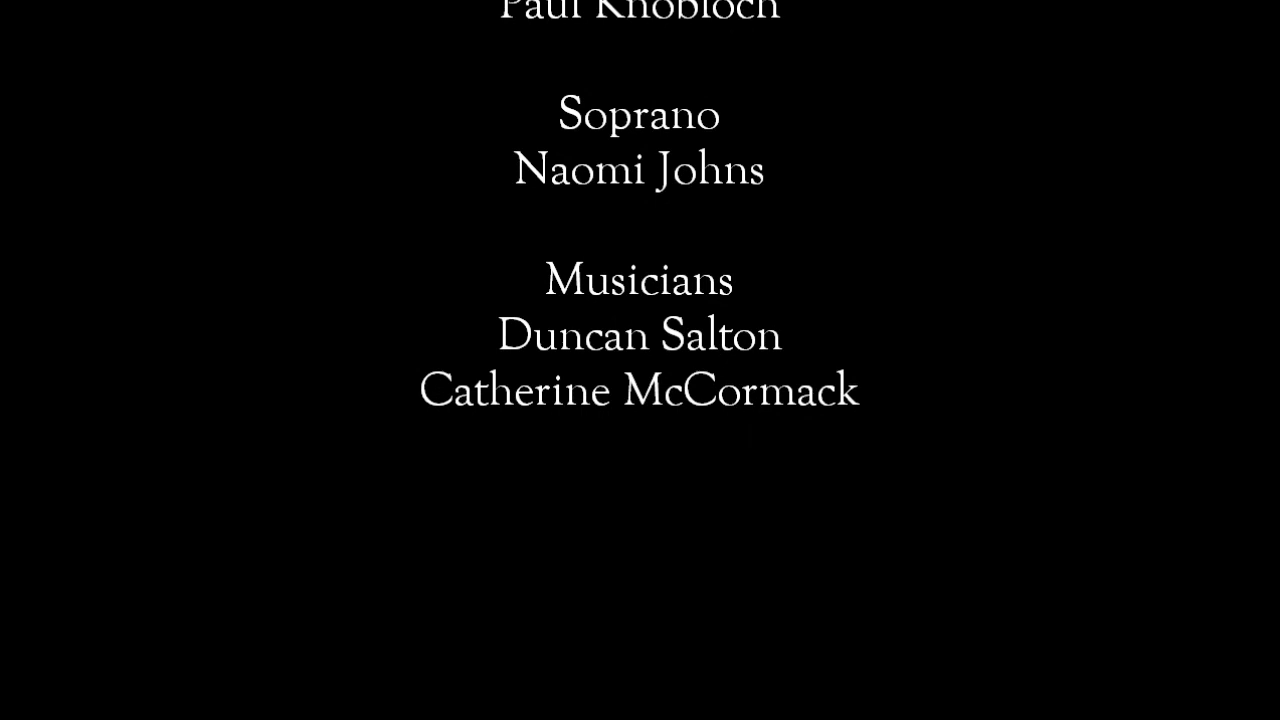 Paul Knobloch
Soprano
Naomi Johns
Musicians
Duncan Salton
Catherine McCormack